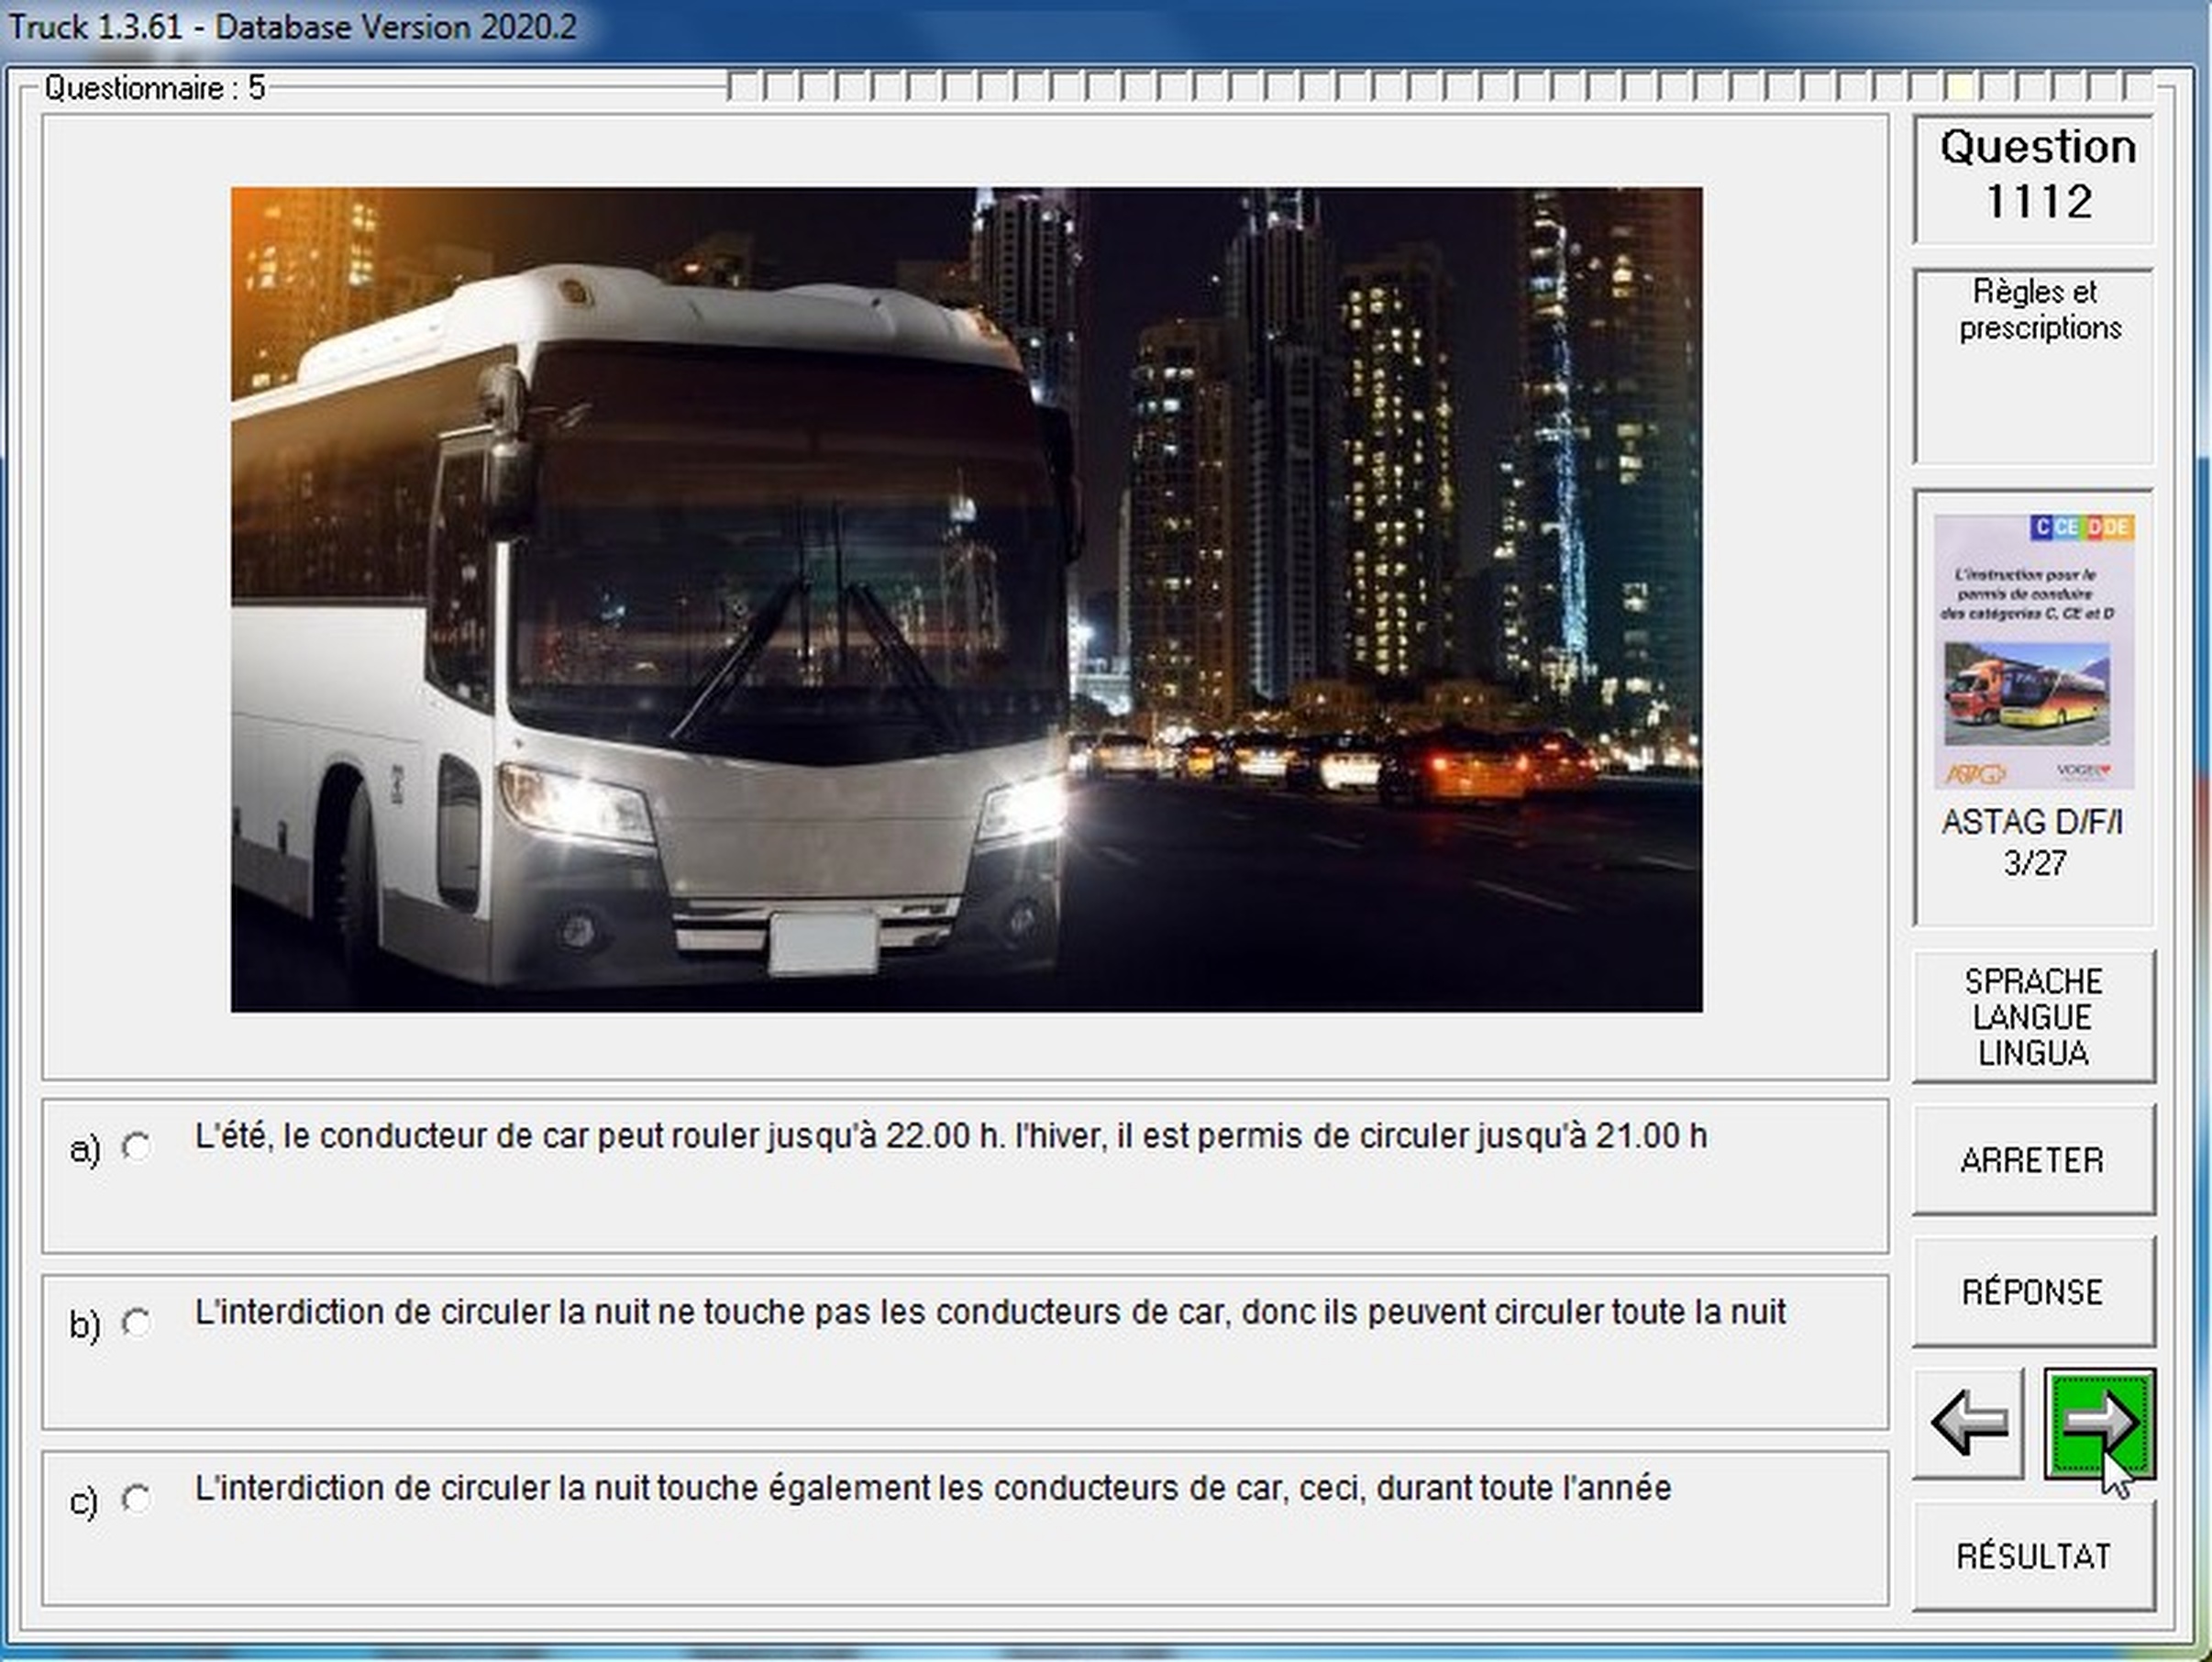 Truck 1.3.61 - Database Version 2020.2
Questionnaire : 5
Question
1112
Règles et
prescriptions
C CE D DE
L'instruction pour le
permis de conduire
des catégories C, CE et D
ASTAG
VOGEL
ASTAG D/F/I
3/27
SPRACHE
LANGUE
LINGUA
a) L'été, le conducteur de car peut rouler jusqu'à 22.00 h. l'hiver, il est permis de circuler jusqu'à 21.00 h
ARRETER
b) L'interdiction de circuler la nuit ne touche pas les conducteurs de car, donc ils peuvent circuler toute la nuit
RÉPONSE
c) L'interdiction de circuler la nuit touche également les conducteurs de car, ceci, durant toute l'année
RÉSULTAT